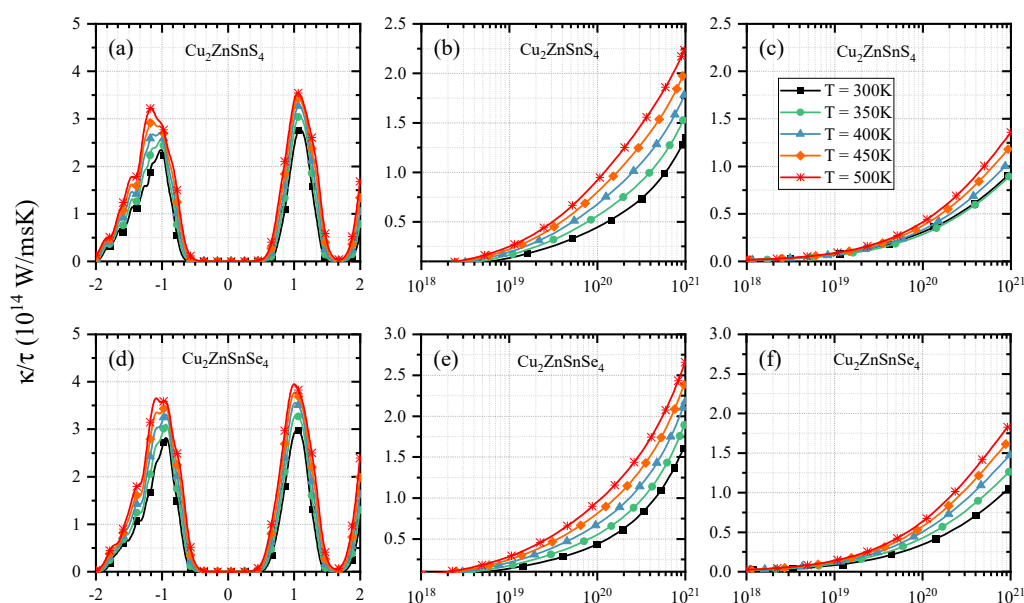 κ/τ (10¹⁴ W/msK)
(a) Cu₂ZnSnS₄
5
4
3
2
1
0
-2 -1 0 1 2
(b) Cu₂ZnSnS₄
2.5
2.0
1.5
1.0
0.5
10¹⁸ 10¹⁹ 10²⁰ 10²¹
(c) Cu₂ZnSnS₄
2.5
2.0
1.5
1.0
0.5
0.0
10¹⁸ 10¹⁹ 10²⁰ 10²¹
T = 300K
T = 350K
T = 400K
T = 450K
T = 500K
(d) Cu₂ZnSnSe₄
5
4
3
2
1
0
-2 -1 0 1 2
(e) Cu₂ZnSnSe₄
3.0
2.5
2.0
1.5
1.0
0.5
10¹⁸ 10¹⁹ 10²⁰ 10²¹
(f) Cu₂ZnSnSe₄
3.0
2.5
2.0
1.5
1.0
0.5
0.0
10¹⁸ 10¹⁹ 10²⁰ 10²¹